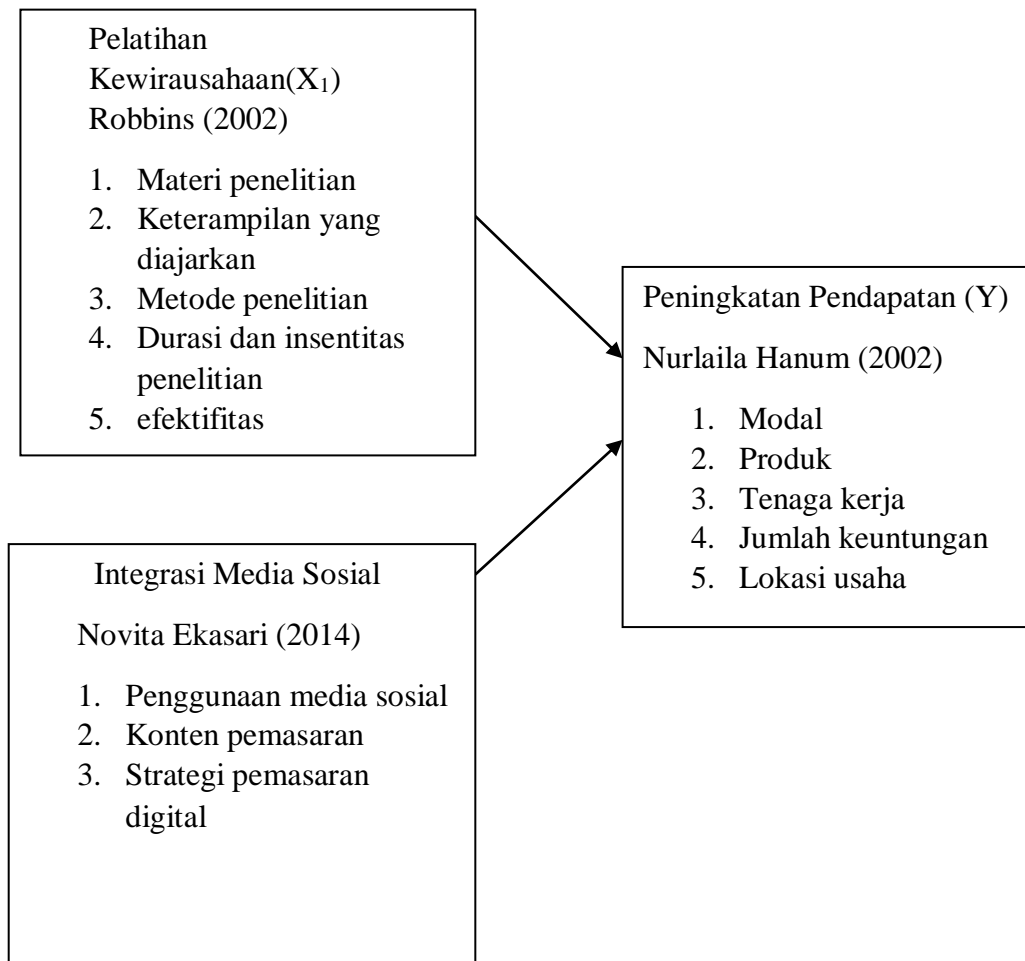 Pelatihan
Kewirausahaan(X₁)
Robbins (2002)
1. Materi penelitian
2. Keterampilan yang
diajarkan
3. Metode penelitian
4. Durasi dan insentitas
penelitian
5. efektifitas
Integrasi Media Sosial
Novita Ekasari (2014)
1. Penggunaan media sosial
2. Konten pemasaran
3. Strategi pemasaran
digital
Peningkatan Pendapatan (Y)
Nurlaila Hanum (2002)
1. Modal
2. Produk
3. Tenaga kerja
4. Jumlah keuntungan
5. Lokasi usaha